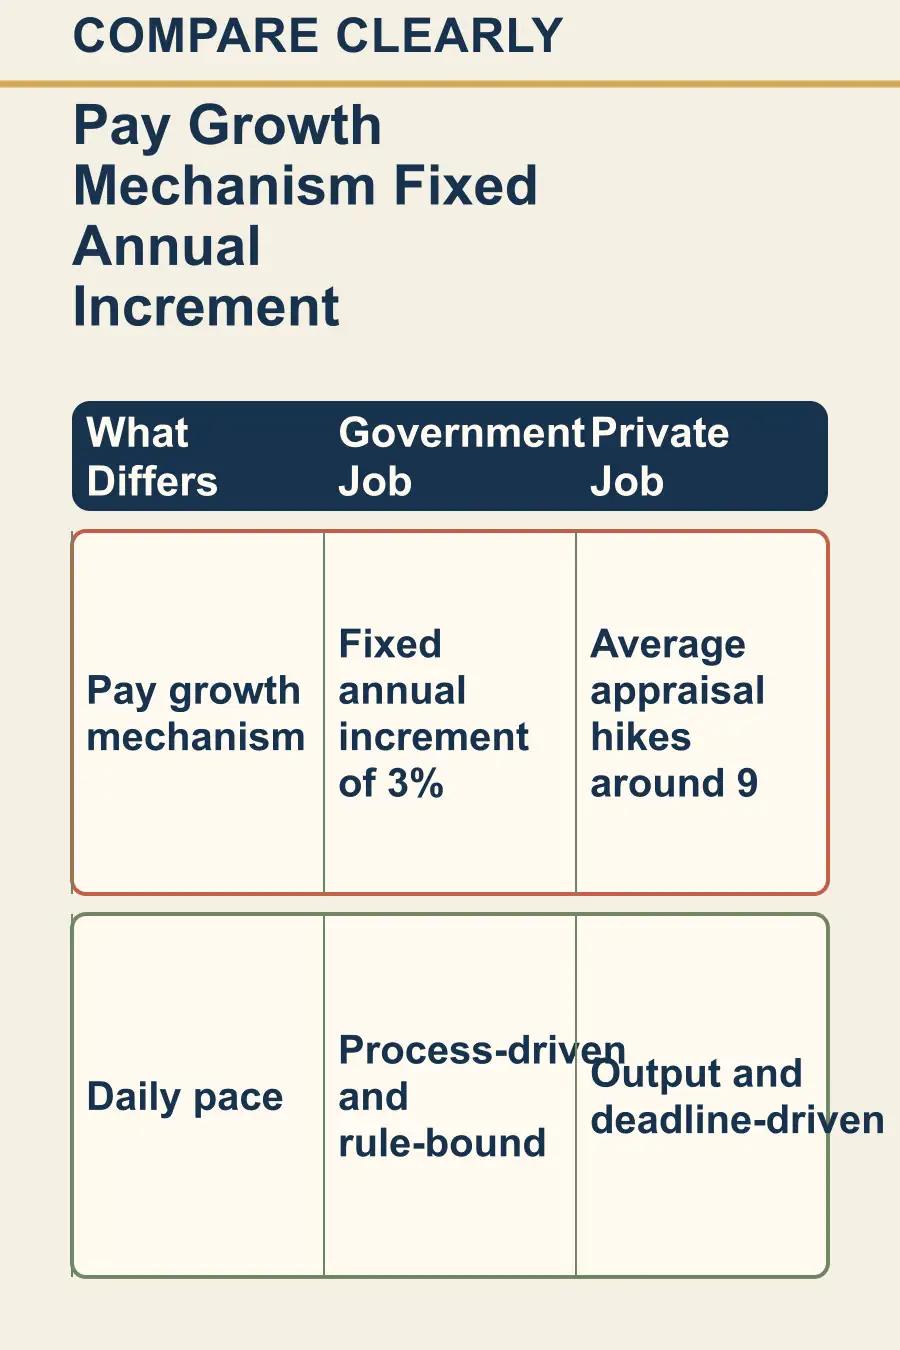 COMPARE CLEARLY
Pay Growth
Mechanism Fixed
Annual
Increment
What
Differs
Government
Job
Private
Job
Pay growth
mechanism
Fixed
annual
increment
of 3%
Average
appraisal
hikes
around 9
Daily pace
Process-driven
and
rule-bound
Output and
deadline-driven